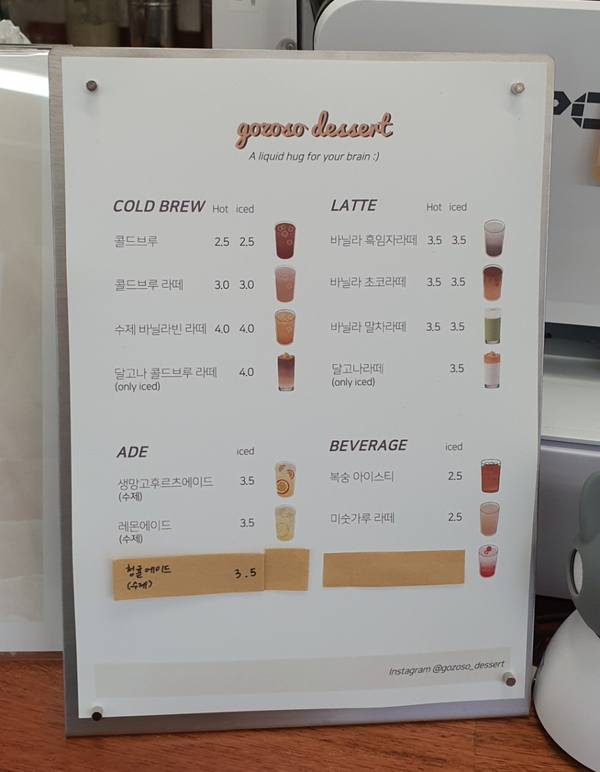 gozoso dessert
A liquid hug for your brain :)
COLD BREW Hot iced
콜드브루 2.5 2.5
콜드브루 라떼 3.0 3.0
수제 바닐라빈 라떼 4.0 4.0
달고나 콜드브루 라떼 4.0
(only iced)
LATTE Hot iced
바닐라 흑임자라떼 3.5 3.5
바닐라 초코라떼 3.5 3.5
바닐라 말차라떼 3.5 3.5
달고나라떼 3.5
(only iced)
ADE iced
생망고후르츠에이드 3.5
(수제)
레몬에이드 3.5
(수제)
청귤에이드 3.5
(수제)
BEVERAGE iced
복숭 아이스티 2.5
미숫가루 라떼 2.5
Instagram @gozoso_dessert